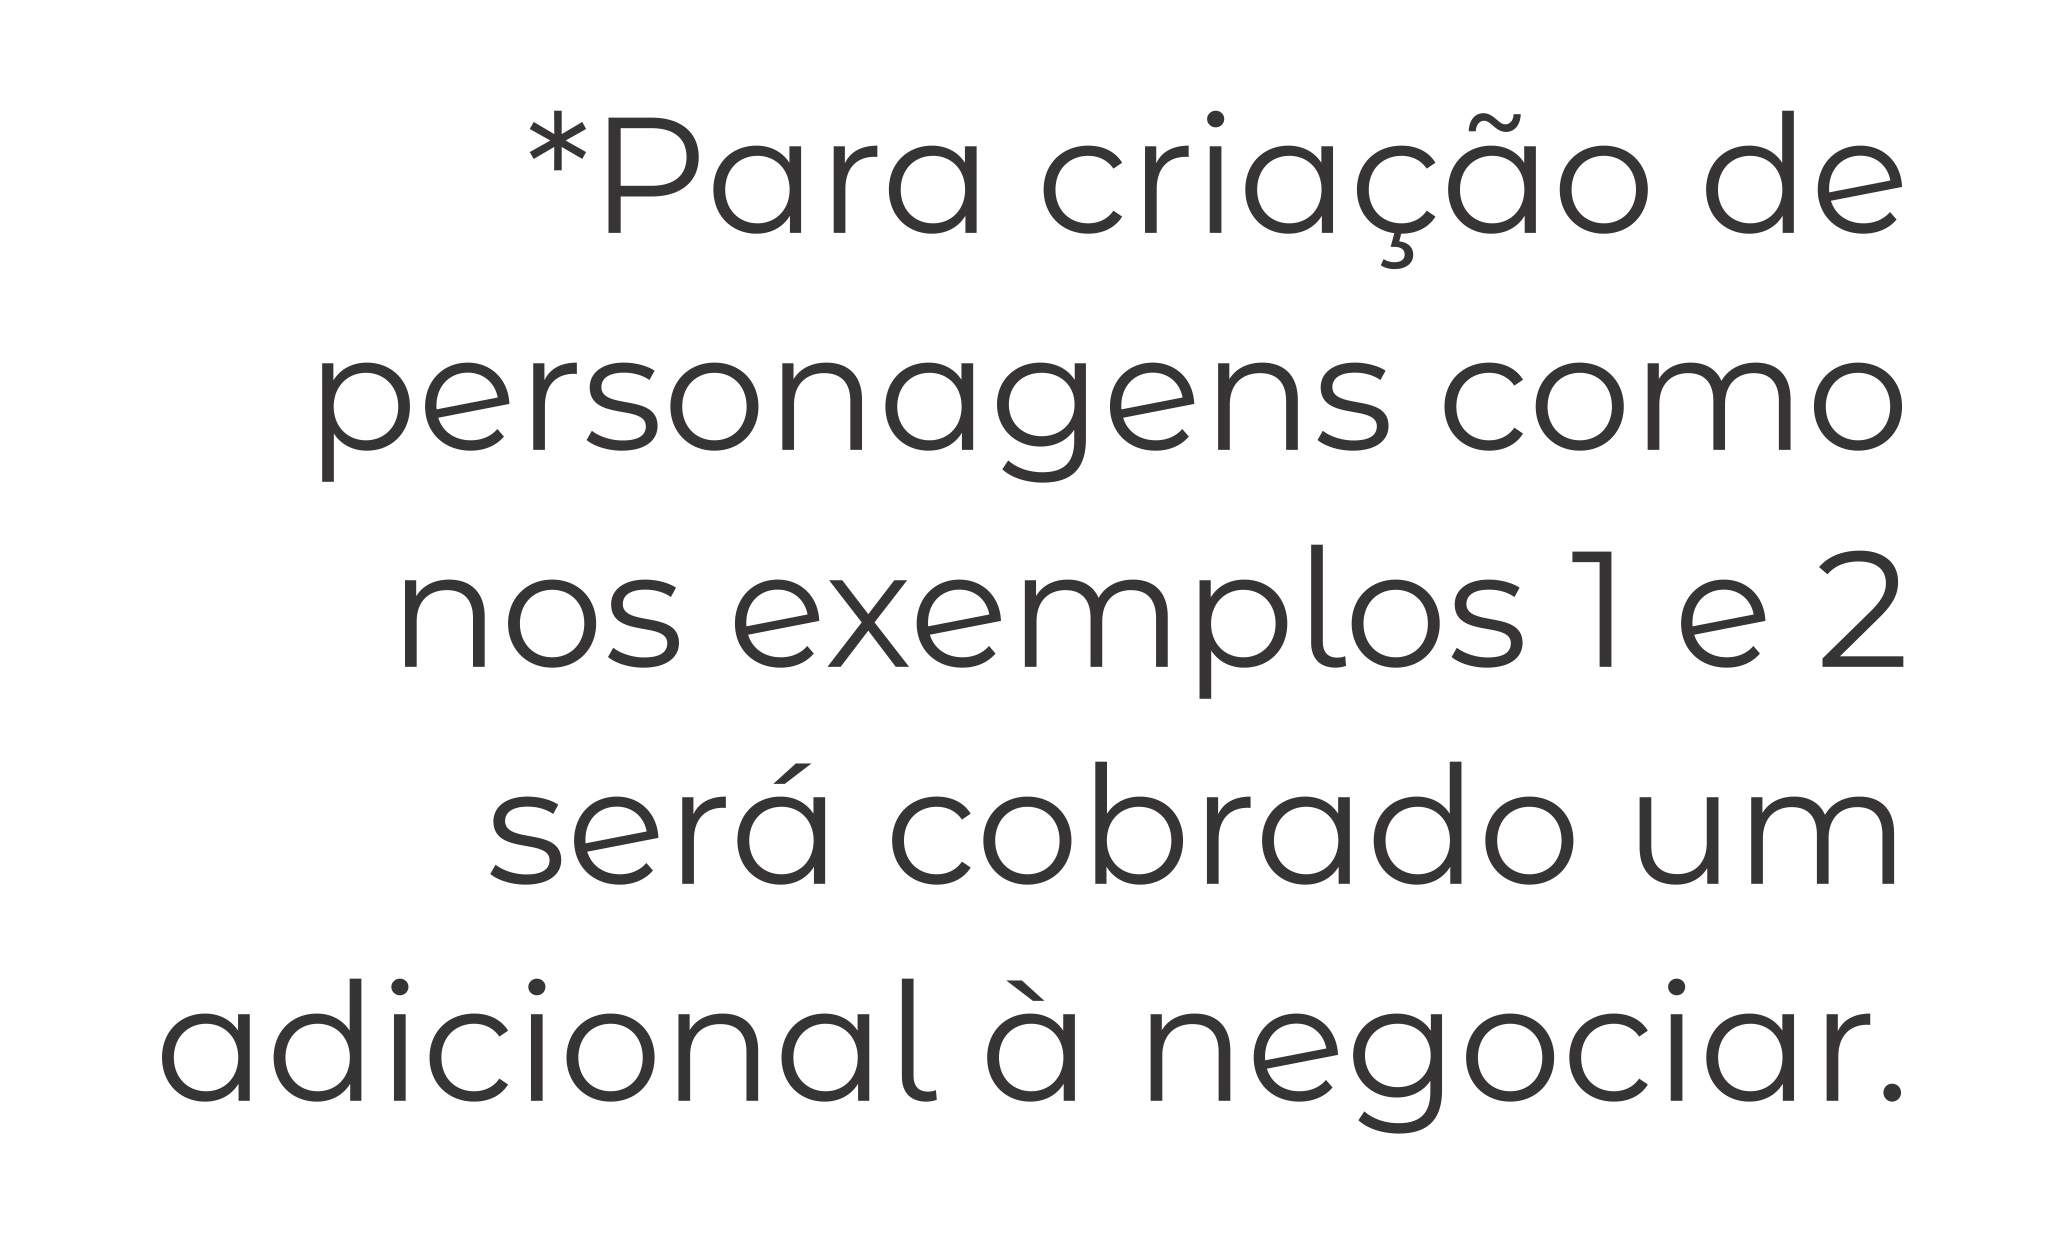 *Para criação de
personagens como
nos exemplos 1 e 2
será cobrado um
adicional à negociar.